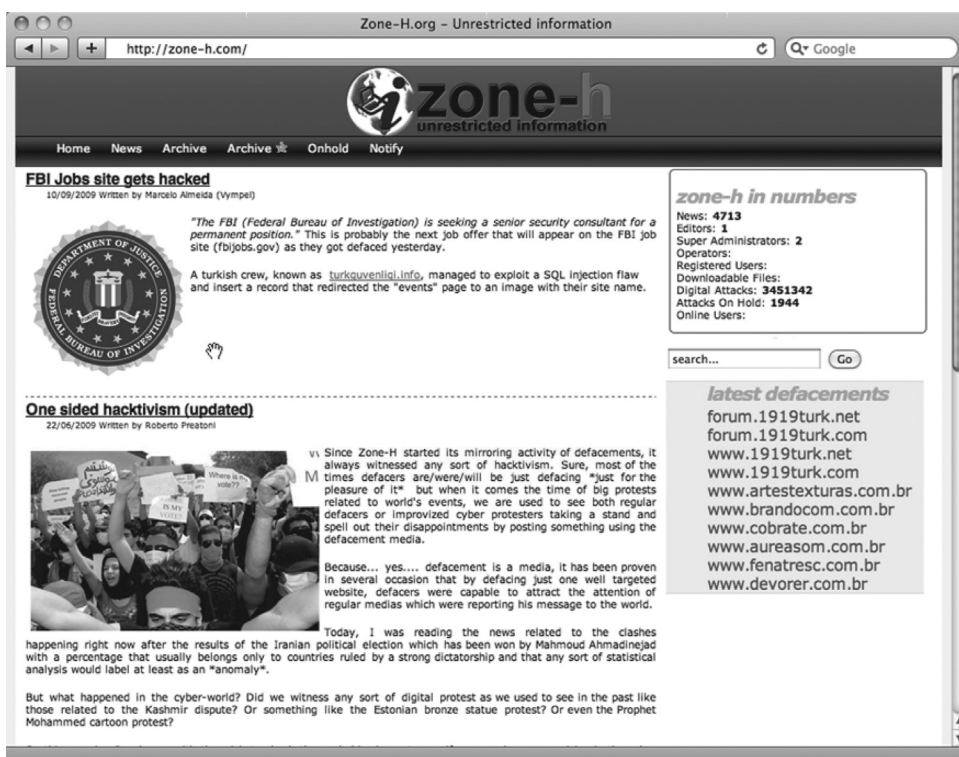 Zone-H.org – Unrestricted information
http://zone-h.com/
Google
zone-h
unrestricted information
Home News Archive Archive Onhold Notify
FBI Jobs site gets hacked
10/09/2009 Written by Marcelo Almeida (Vympel)
DEPARTMENT OF JUSTICE
FEDERAL BUREAU OF INVESTIGATION
"The FBI (Federal Bureau of Investigation) is seeking a senior security consultant for a
permanent position." This is probably the next job offer that will appear on the FBI job
site (fbijobs.gov) as they got defaced yesterday.
A turkish crew, known as turkguvenligi.info, managed to exploit a SQL injection flaw
and insert a record that redirected the "events" page to an image with their site name.
One sided hacktivism (updated)
22/06/2009 Written by Roberto Preatoni
Where is my
vote??
IS MY
VOTE?
Since Zone-H started its mirroring activity of defacements, it
always witnessed any sort of hacktivism. Sure, most of the
times defacers are/were/will be just defacing *just for the
pleasure of it* but when it comes the time of big protests
related to world's events, we are used to see both regular
defacers or improvized cyber protesters taking a stand and
spell out their disappointments by posting something using the
defacement media.
Because... yes.... defacement is a media, it has been proven
in several occasion that by defacing just one well targeted
website, defacers were capable to attract the attention of
regular medias which were reporting his message to the world.
Today, I was reading the news related to the clashes
happening right now after the results of the Iranian political election which has been won by Mahmoud Ahmadinejad
with a percentage that usually belongs only to countries ruled by a strong dictatorship and that any sort of statistical
analysis would label at least as an *anomaly*.
But what happened in the cyber-world? Did we witness any sort of digital protest as we used to see in the past like
those related to the Kashmir dispute? Or something like the Estonian bronze statue protest? Or even the Prophet
Mohammed cartoon protest?
zone-h in numbers
News: 4713
Editors: 1
Super Administrators: 2
Operators:
Registered Users:
Downloadable Files:
Digital Attacks: 3451342
Attacks On Hold: 1944
Online Users:
search... Go
latest defacements
forum.1919turk.net
forum.1919turk.com
www.1919turk.net
www.1919turk.com
www.artestexturas.com.br
www.brandocom.com.br
www.cobrate.com.br
www.aureasom.com.br
www.fenatresc.com.br
www.devorer.com.br